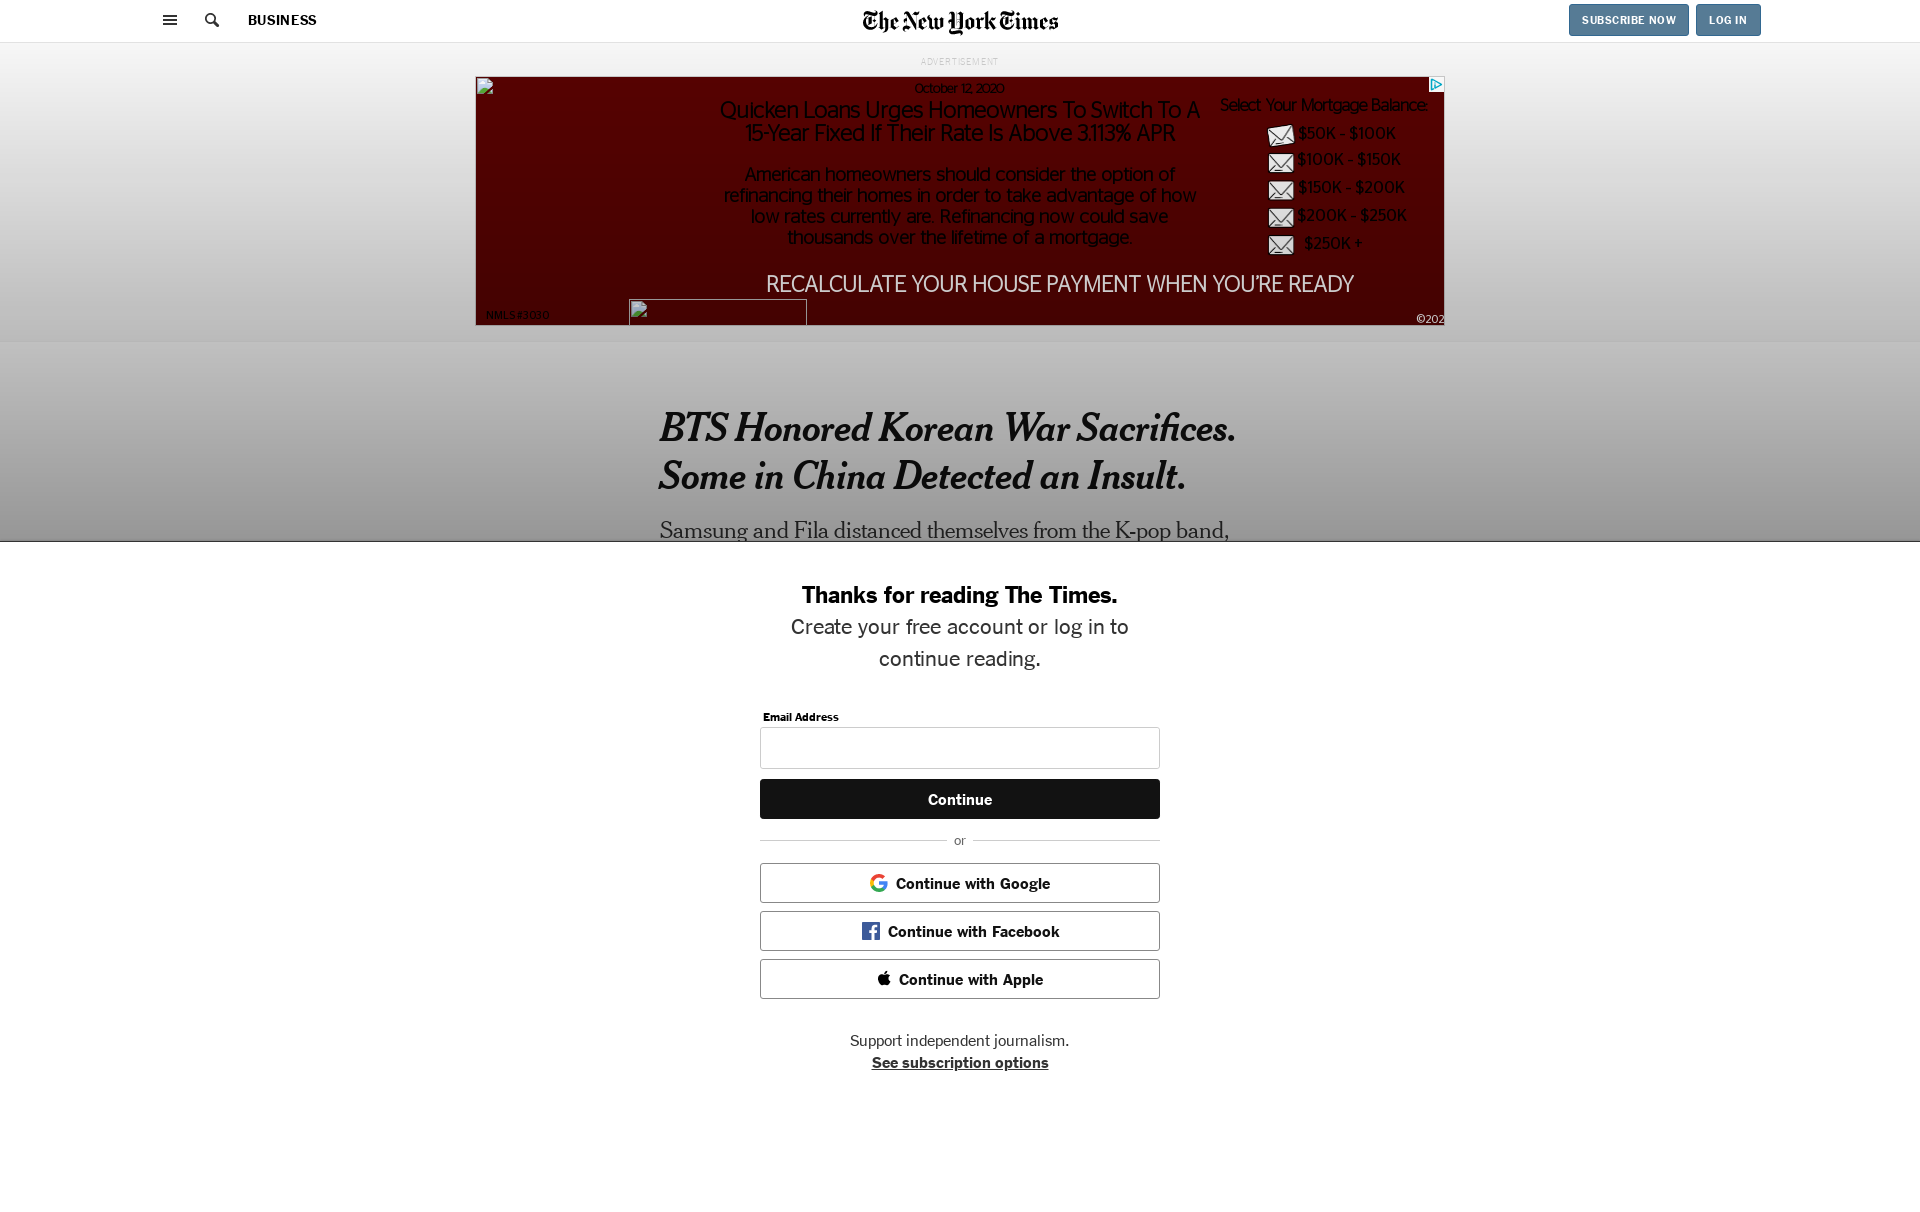 BUSINESS
The New York Times
SUBSCRIBE NOW
LOG IN
ADVERTISEMENT
October 12, 2020
Quicken Loans Urges Homeowners To Switch To A
15-Year Fixed If Their Rate Is Above 3.113% APR
American homeowners should consider the option of
refinancing their homes in order to take advantage of how
low rates currently are. Refinancing now could save
thousands over the lifetime of a mortgage.
Select Your Mortgage Balance:
$50K - $100K
$100K - $150K
$150K - $200K
$200K - $250K
$250K +
RECALCULATE YOUR HOUSE PAYMENT WHEN YOU'RE READY
NMLS #3030
©202
BTS Honored Korean War Sacrifices.
Some in China Detected an Insult.
Samsung and Fila distanced themselves from the K-pop band,
Thanks for reading The Times.
Create your free account or log in to
continue reading.
Email Address
Continue
or
Continue with Google
Continue with Facebook
Continue with Apple
Support independent journalism.
See subscription options